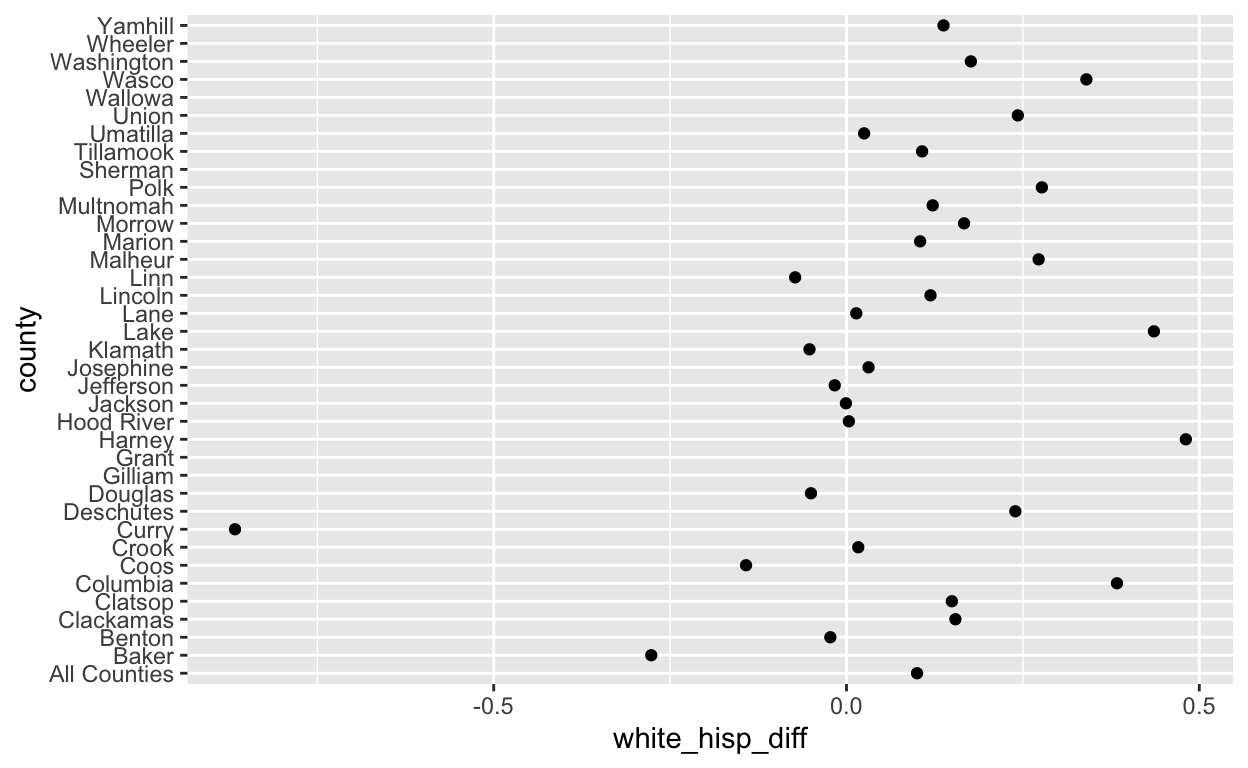 Yamhill
Wheeler
Washington
Wasco
Wallowa
Union
Umatilla
Tillamook
Sherman
Polk
Multnomah
Morrow
Marion
Malheur
Linn
Lincoln
Lane
Lake
Klamath
Josephine
Jefferson
Jackson
Hood River
Harney
Grant
Gilliam
Douglas
Deschutes
Curry
Crook
Coos
Columbia
Clatsop
Clackamas
Benton
Baker
All Counties
county
-0.5 0.0 0.5
white_hisp_diff